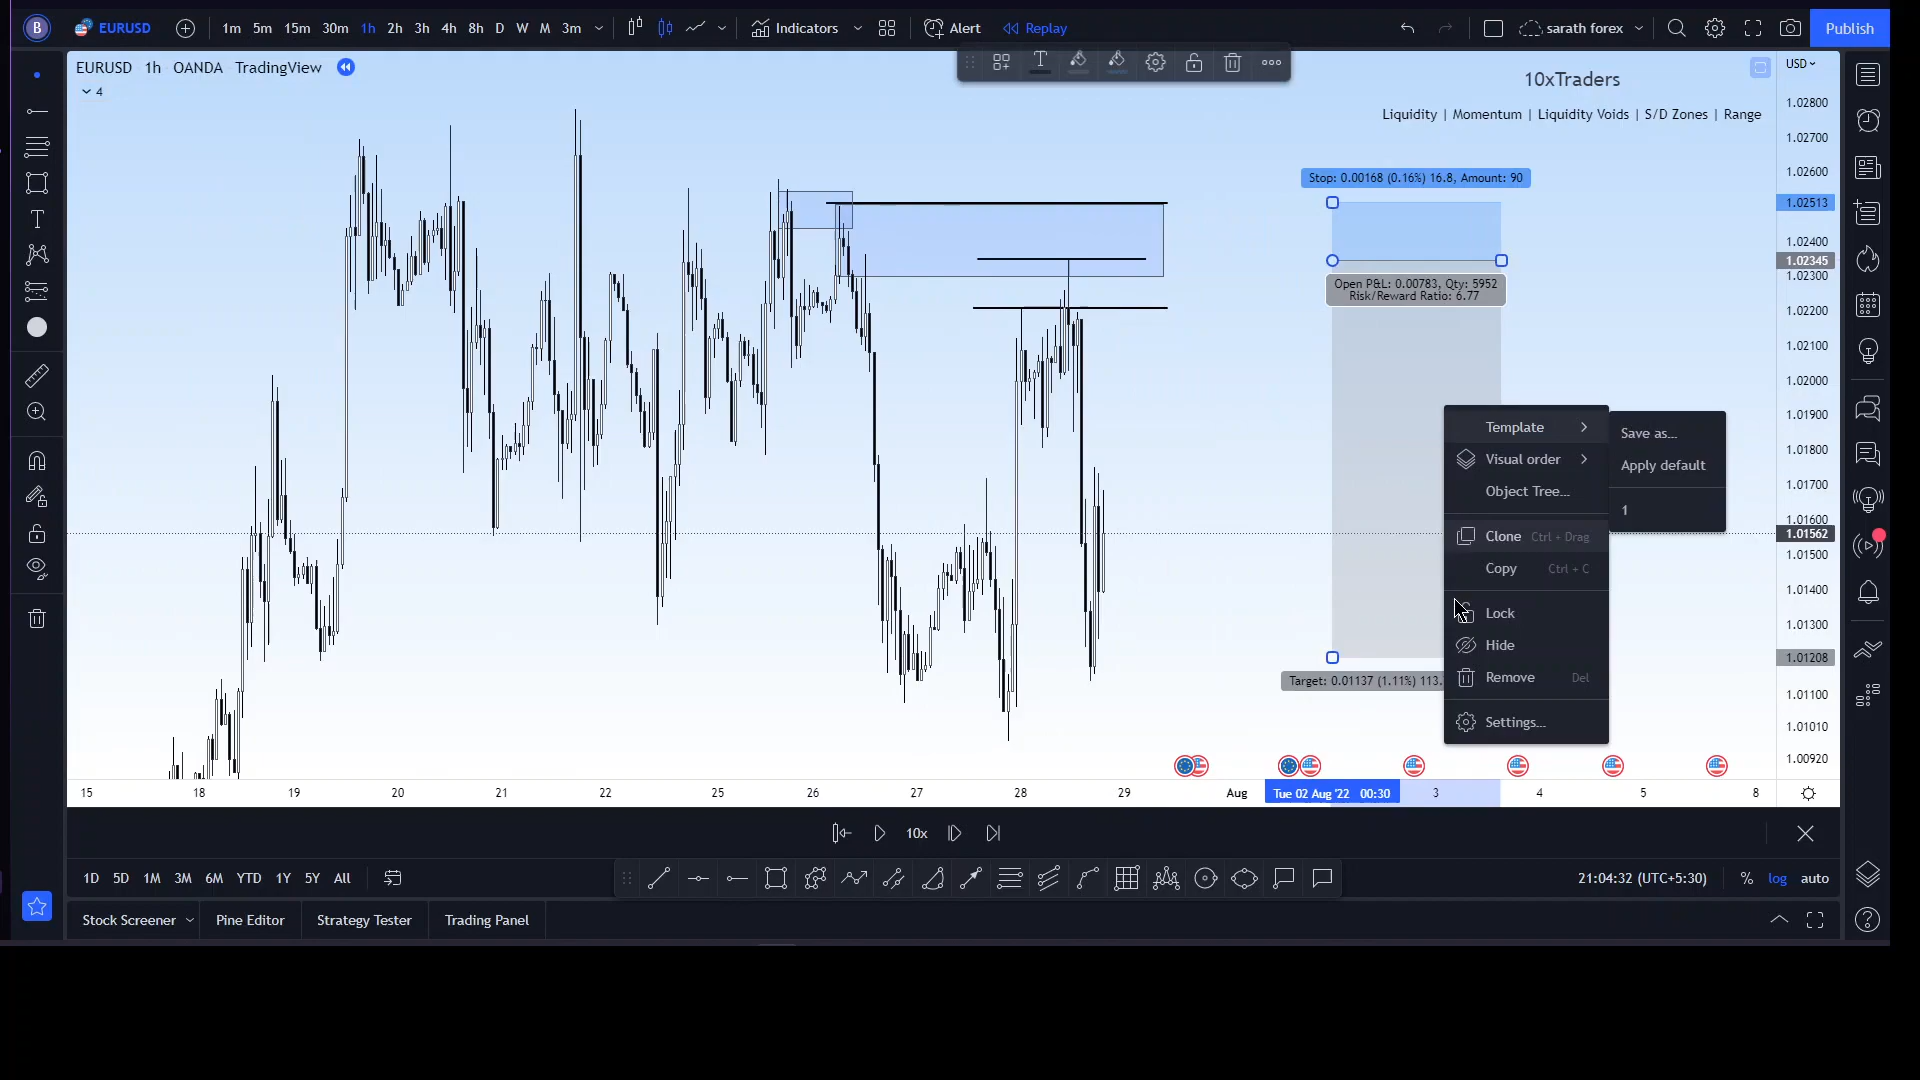 B EURUSD 1m 5m 15m 30m 1h 2h 3h 4h 8h D W M 3m Indicators Alert Replay sarath forex Publish
EURUSD 1h OANDA TradingView
4
10xTraders
Liquidity | Momentum | Liquidity Voids | S/D Zones | Range
USD
1.02800
1.02700
1.02600
1.02513
1.02400
1.02345
1.02300
1.02200
1.02100
1.02000
1.01900
1.01800
1.01700
1.01600
1.01562
1.01500
1.01400
1.01300
1.01208
1.01100
1.01010
1.00920
Stop: 0.00168 (0.16%) 16.8, Amount: 90
Open P&L: 0.00783, Qty: 5952
Risk/Reward Ratio: 6.77
Target: 0.01137 (1.11%) 113.
Template
Visual order
Object Tree...
Clone Ctrl + Drag
Copy Ctrl + C
Lock
Hide
Remove Del
Settings...
Save as...
Apply default
1
15 18 19 20 21 22 25 26 27 28 29 Aug Tue 02 Aug '22 00:30 3 4 5 8
10x
1D 5D 1M 3M 6M YTD 1Y 5Y All
21:04:32 (UTC+5:30) % log auto
Stock Screener Pine Editor Strategy Tester Trading Panel